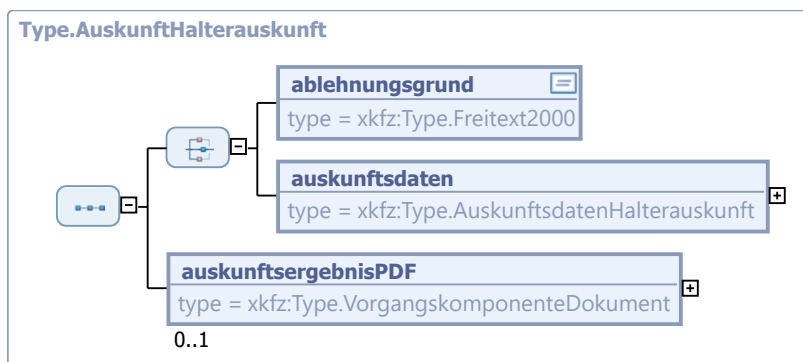 Type.AuskunftHalterauskunft
ablehnungsgrund
type = xkfz:Type.Freitext2000
auskunftsdaten
type = xkfz:Type.AuskunftsdatenHalterauskunft
auskunftsergebnisPDF
type = xkfz:Type.VorgangskomponenteDokument
0..1